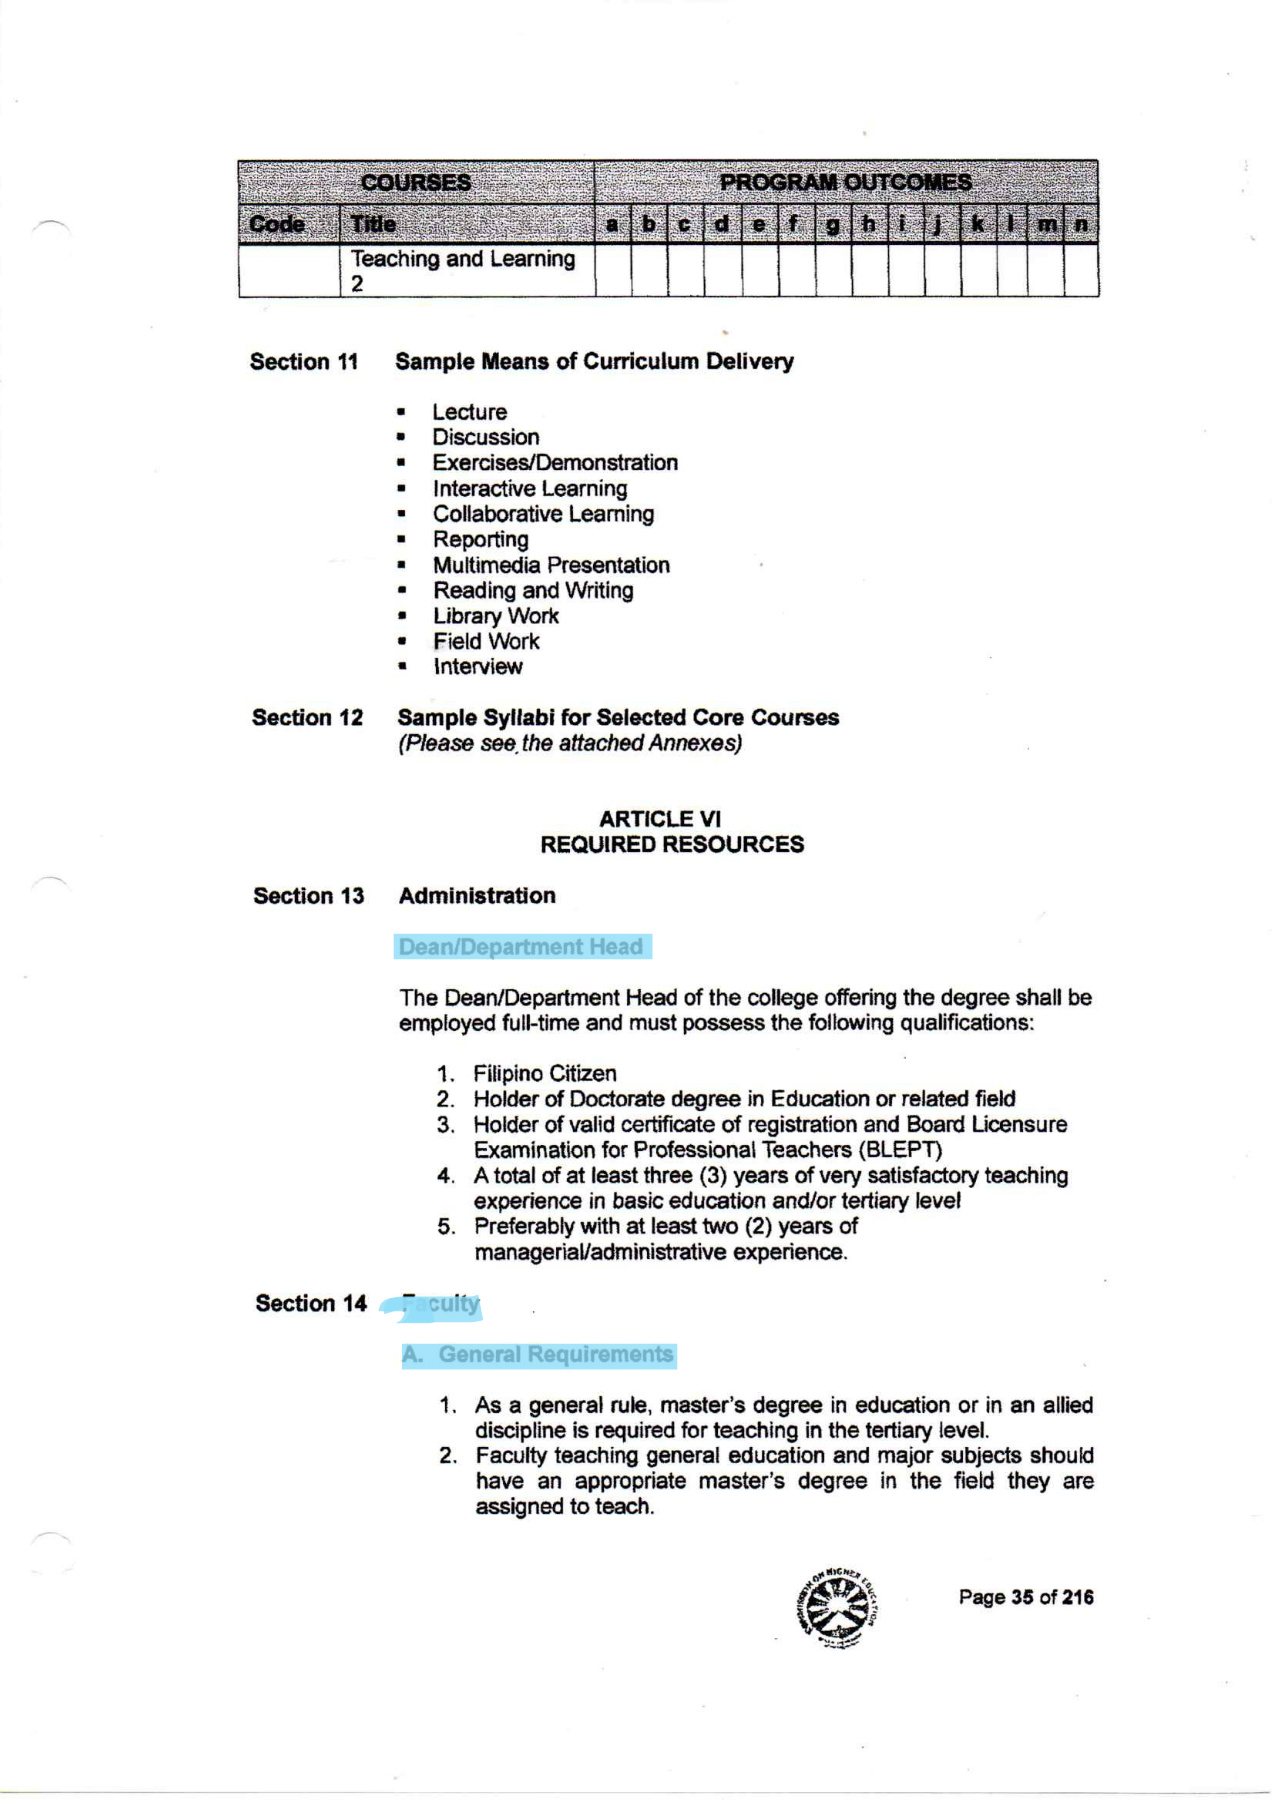 COURSES PROGRAM OUTCOMES
Code Title a b c d e f g h i j k l m n
Teaching and Learning
2
Section 11 Sample Means of Curriculum Delivery
▪ Lecture
▪ Discussion
▪ Exercises/Demonstration
▪ Interactive Learning
▪ Collaborative Learning
▪ Reporting
▪ Multimedia Presentation
▪ Reading and Writing
▪ Library Work
▪ Field Work
▪ Interview
Section 12 Sample Syllabi for Selected Core Courses
(Please see the attached Annexes)
ARTICLE VI
REQUIRED RESOURCES
Section 13 Administration
Dean/Department Head
The Dean/Department Head of the college offering the degree shall be
employed full-time and must possess the following qualifications:
1. Filipino Citizen
2. Holder of Doctorate degree in Education or related field
3. Holder of valid certificate of registration and Board Licensure
Examination for Professional Teachers (BLEPT)
4. A total of at least three (3) years of very satisfactory teaching
experience in basic education and/or tertiary level
5. Preferably with at least two (2) years of
managerial/administrative experience.
Section 14 Faculty
A. General Requirements
1. As a general rule, master's degree in education or in an allied
discipline is required for teaching in the tertiary level.
2. Faculty teaching general education and major subjects should
have an appropriate master's degree in the field they are
assigned to teach.
COMMISSION ON HIGHER EDUCATION
Page 35 of 216